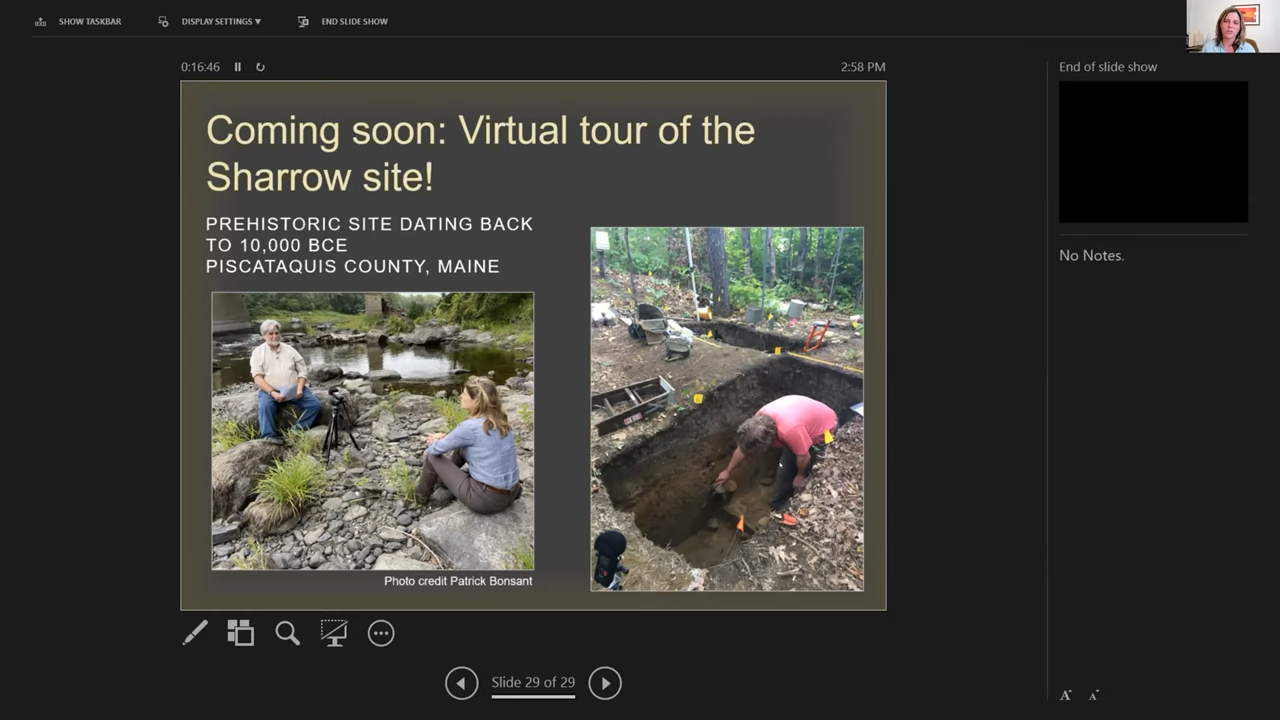 SHOW TASKBAR
DISPLAY SETTINGS ▼
END SLIDE SHOW
0:16:46
2:58 PM
End of slide show
Coming soon: Virtual tour of the
Sharrow site!
PREHISTORIC SITE DATING BACK
TO 10,000 BCE
PISCATAQUIS COUNTY, MAINE
No Notes.
Photo credit Patrick Bonsant
Slide 29 of 29
A
A